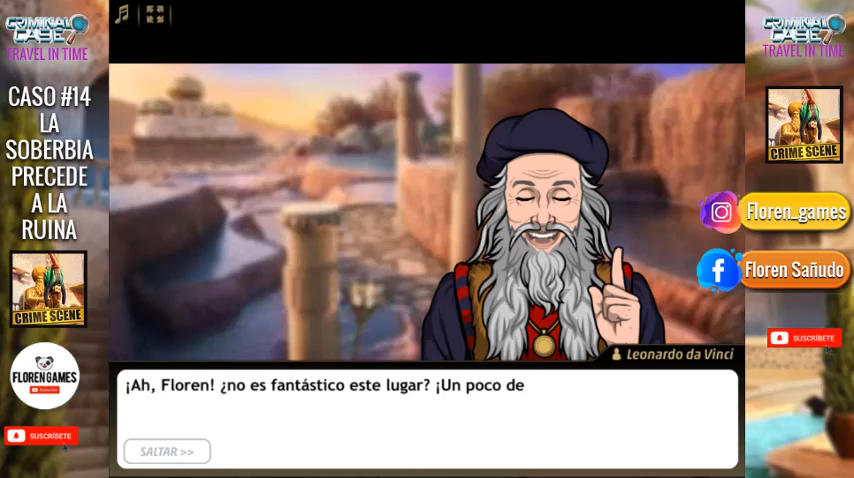 CRIMINAL CASE
TRAVEL IN TIME
CASO #14
LA
SOBERBIA
PRECEDE
A LA
RUINA
CRIME SCENE
FLOREN GAMES
SUSCRÍBETE
Leonardo da Vinci
¡Ah, Floren! ¿no es fantástico este lugar? ¡Un poco de
SALTAR >>
CRIMINAL CASE
TRAVEL IN TIME
CRIME SCENE
Floren_games
Floren Sañudo
SUSCRÍBETE